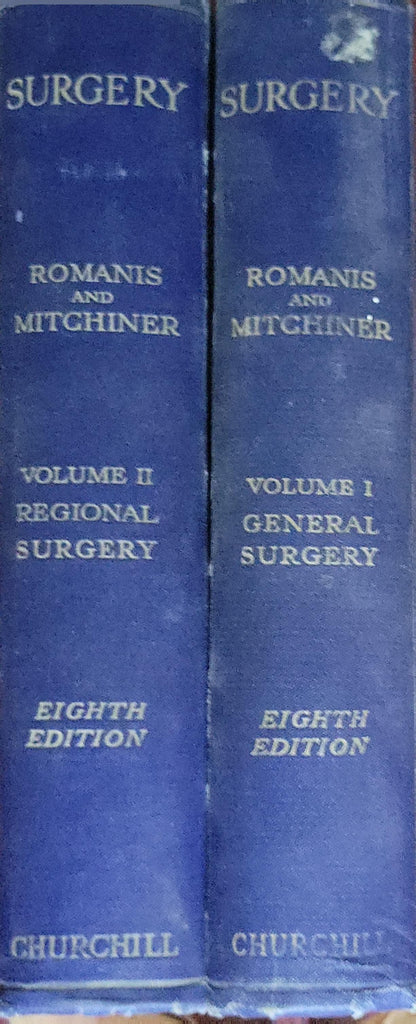 SURGERY
ROMANIS
AND
MITCHINER
VOLUME II
REGIONAL
SURGERY
EIGHTH
EDITION
CHURCHILL
SURGERY
ROMANIS
AND
MITCHINER
VOLUME I
GENERAL
SURGERY
EIGHTH
EDITION
CHURCHILL